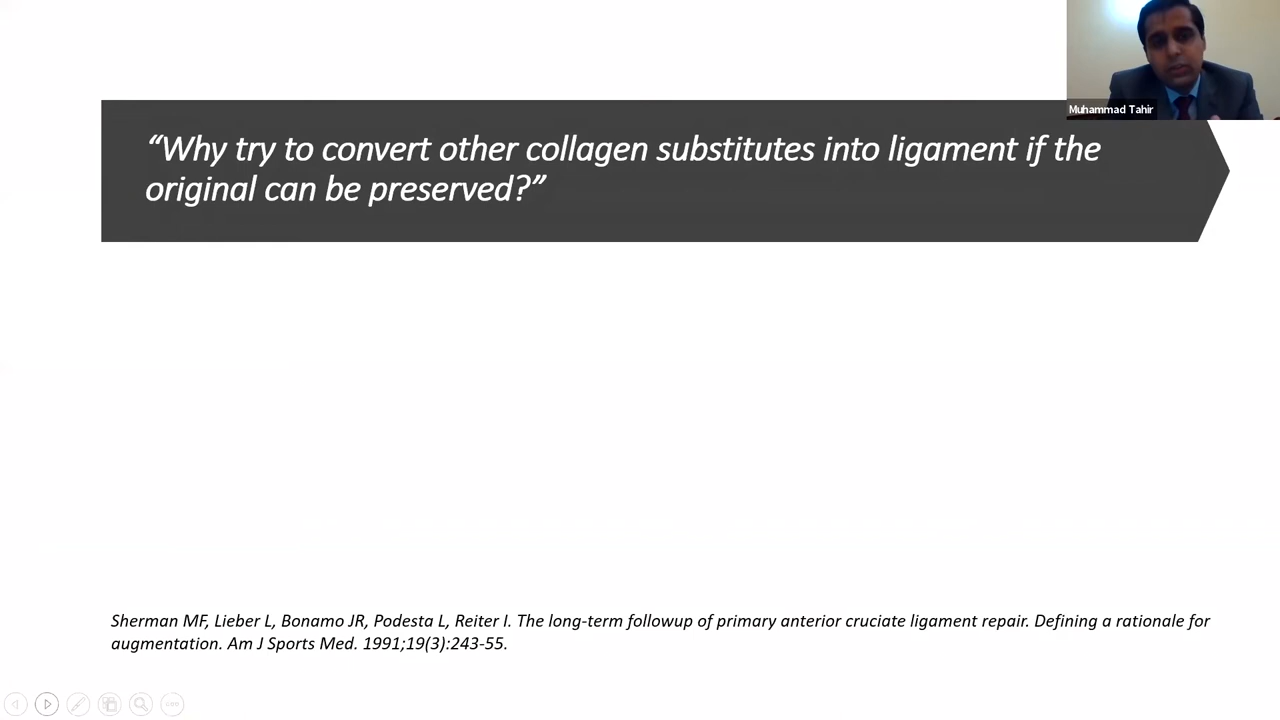 Muhammad Tahir
“Why try to convert other collagen substitutes into ligament if the
original can be preserved?”
Sherman MF, Lieber L, Bonamo JR, Podesta L, Reiter I. The long-term followup of primary anterior cruciate ligament repair. Defining a rationale for
augmentation. Am J Sports Med. 1991;19(3):243-55.